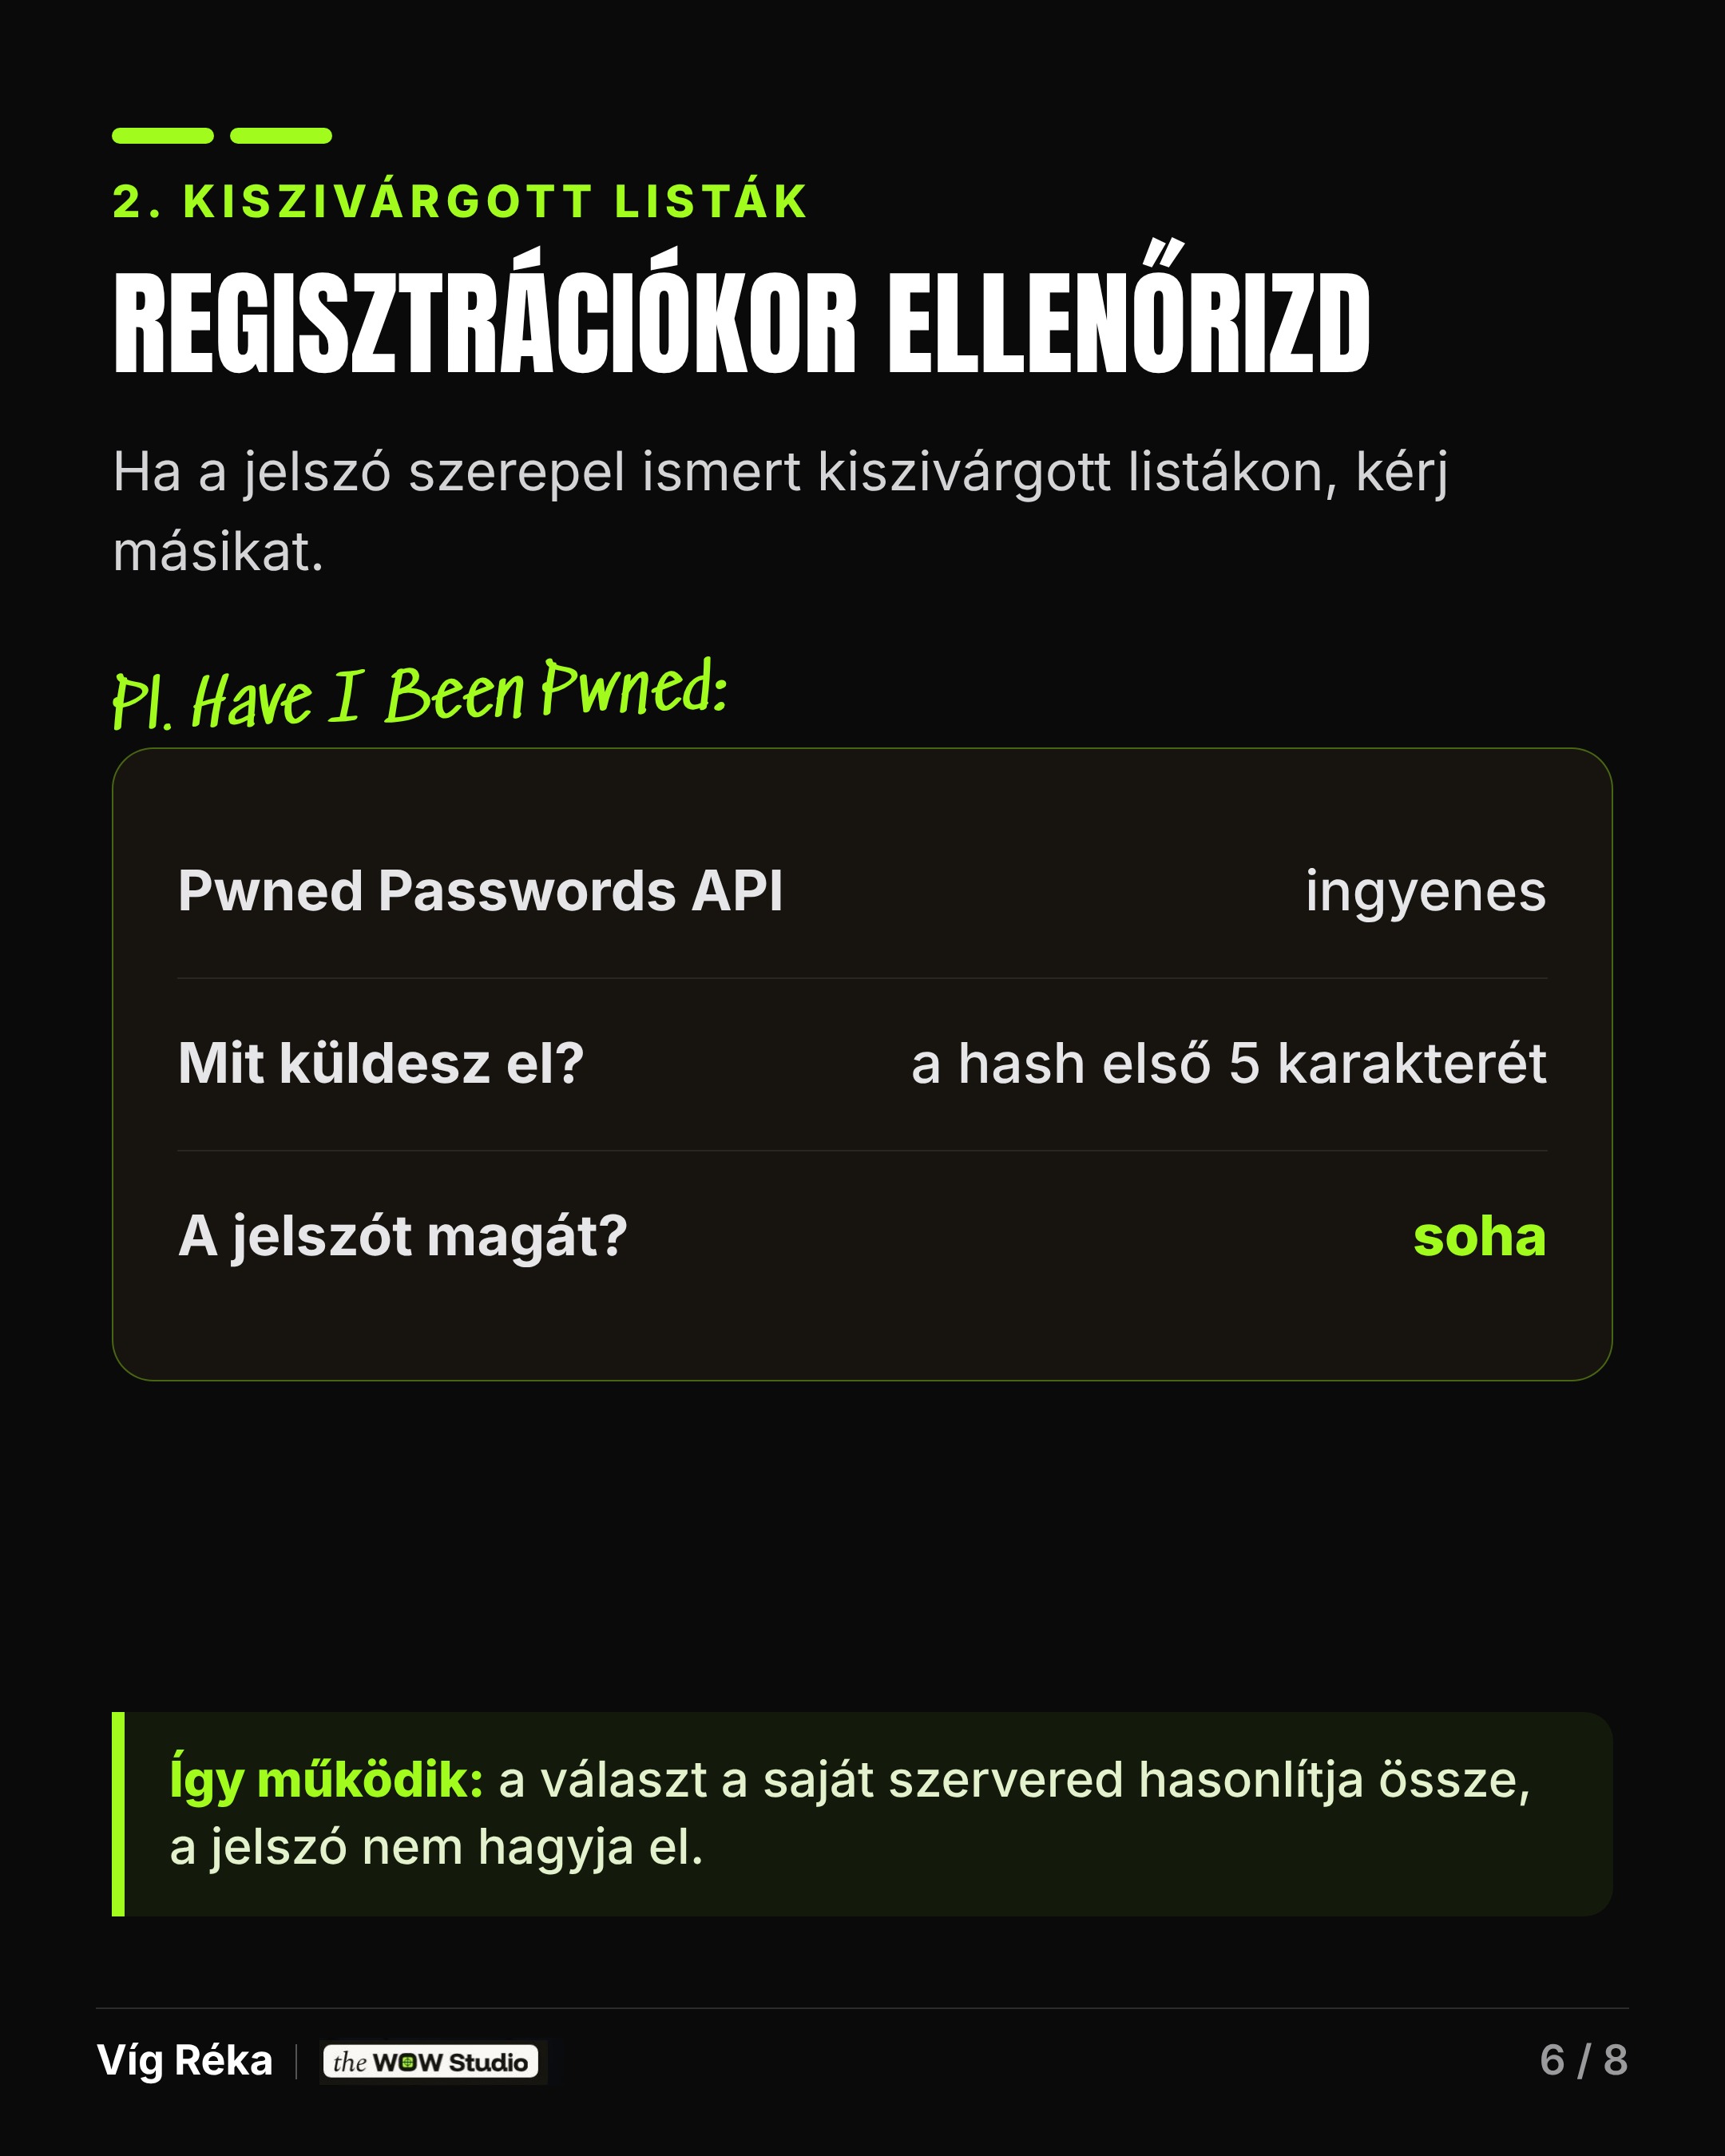 2. KISZIVÁRGOTT LISTÁK
REGISZTRÁCIÓKOR ELLENŐRIZD
Ha a jelszó szerepel ismert kiszivárgott listákon, kérj
másikat.
Pl. Have I Been Pwned:
Pwned Passwords API ingyenes
Mit küldesz el? a hash első 5 karakterét
A jelszót magát? soha
Így működik: a választ a saját szervered hasonlítja össze,
a jelszó nem hagyja el.
Víg Réka the WOW Studio 6 / 8